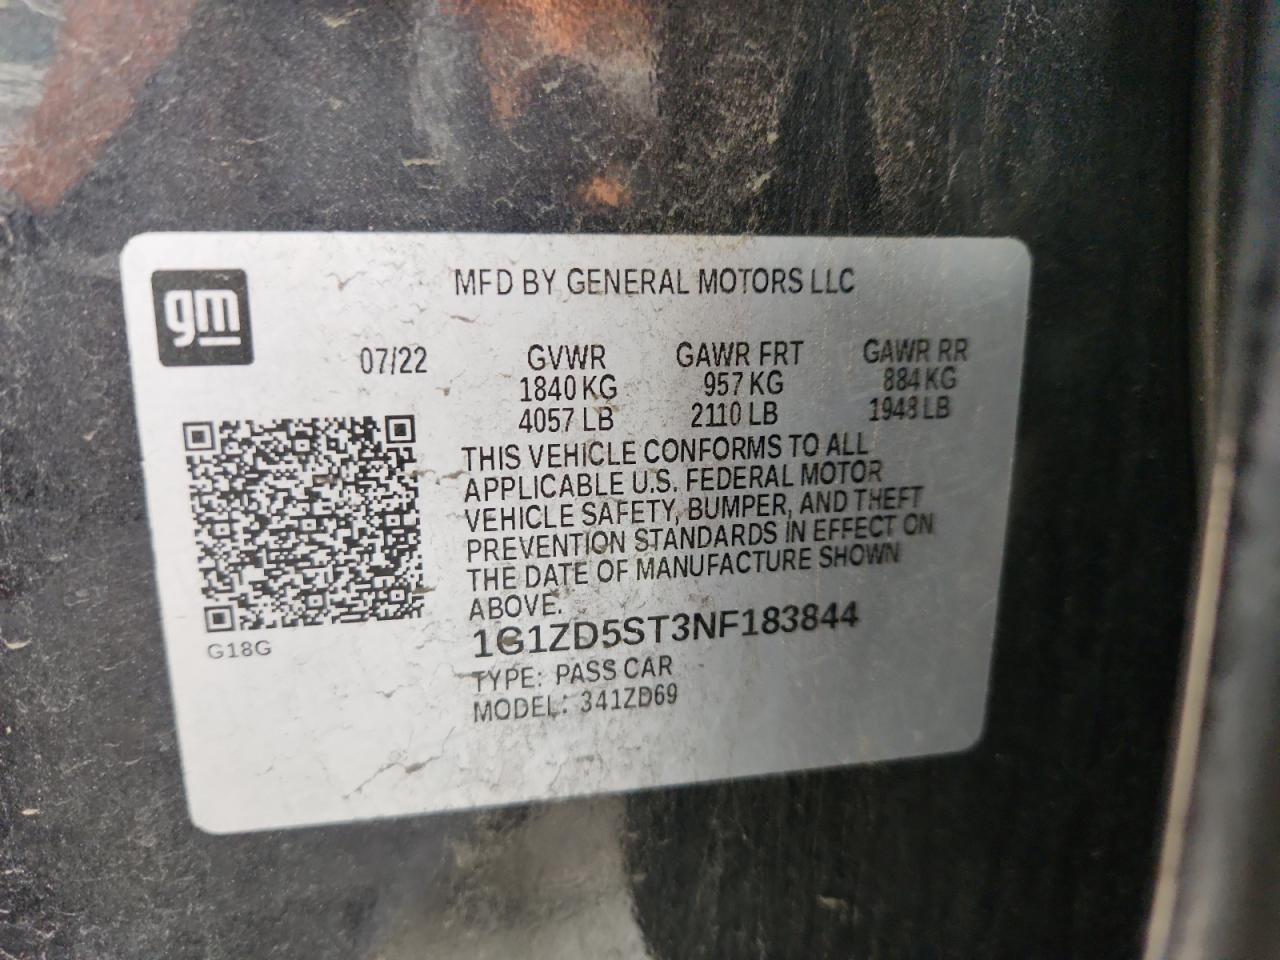 gm
MFD BY GENERAL MOTORS LLC
07/22 GVWR GAWR FRT GAWR RR
1840 KG 957 KG 884 KG
4057 LB 2110 LB 1948 LB
THIS VEHICLE CONFORMS TO ALL
APPLICABLE U.S. FEDERAL MOTOR
VEHICLE SAFETY, BUMPER, AND THEFT
PREVENTION STANDARDS IN EFFECT ON
THE DATE OF MANUFACTURE SHOWN
ABOVE.
1G1ZD5ST3NF183844
G18G
TYPE: PASS CAR
MODEL: 341ZD69